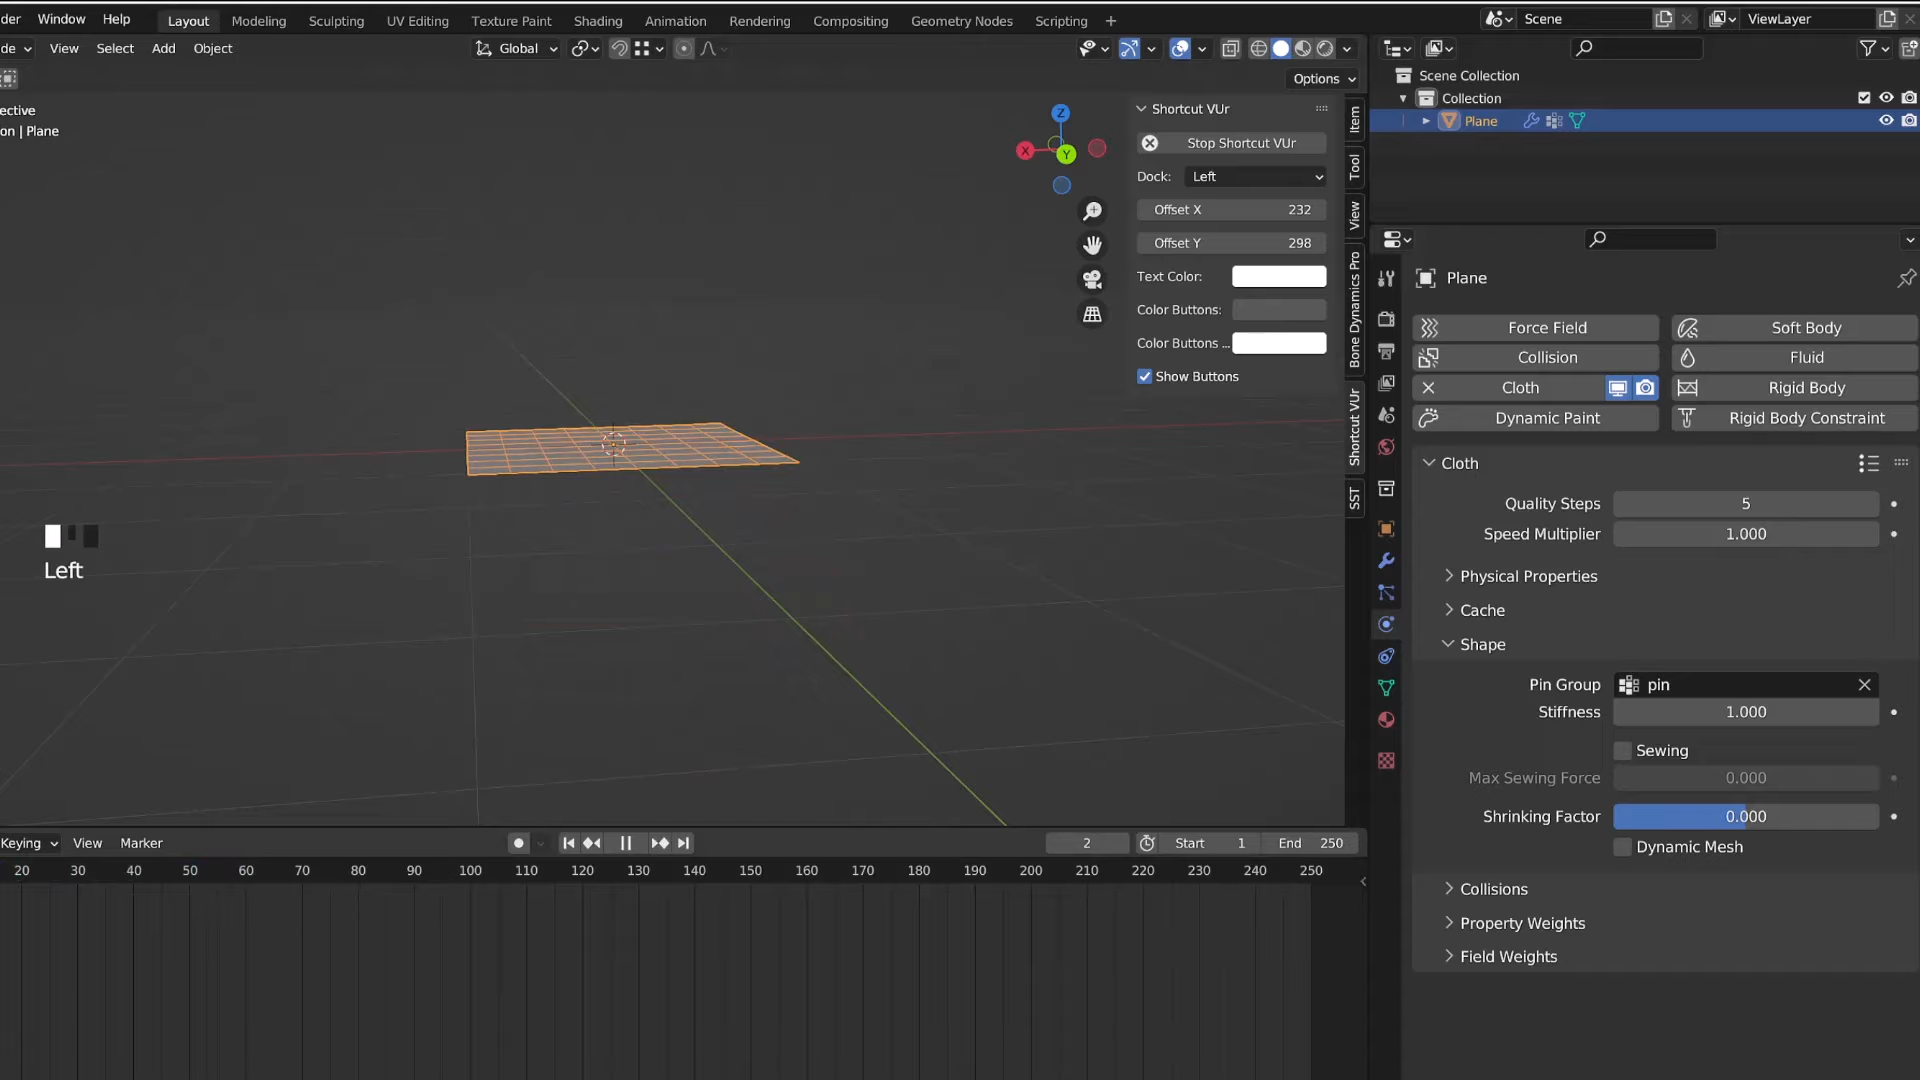 der Window Help Layout Modeling Sculpting UV Editing Texture Paint Shading Animation Rendering Compositing Geometry Nodes Scripting + Scene ViewLayer
de View Select Add Object Global
Options
Scene Collection
Collection
Plane
ective
on | Plane
Shortcut VUr
Stop Shortcut VUr
Dock: Left
Offset X 232
Offset Y 298
Text Color:
Color Buttons:
Color Buttons ...
Show Buttons
X
Y
Z
Item
Tool
View
Bone Dynamics Pro
Shortcut VUr
SST
Left
Plane
Force Field Soft Body
Collision Fluid
Cloth Rigid Body
Dynamic Paint Rigid Body Constraint
Cloth
Quality Steps 5
Speed Multiplier 1.000
Physical Properties
Cache
Shape
Pin Group pin
Stiffness 1.000
Sewing
Max Sewing Force 0.000
Shrinking Factor 0.000
Dynamic Mesh
Collisions
Property Weights
Field Weights
Keying View Marker 2 Start 1 End 250
20 30 40 50 60 70 80 90 100 110 120 130 140 150 160 170 180 190 200 210 220 230 240 250